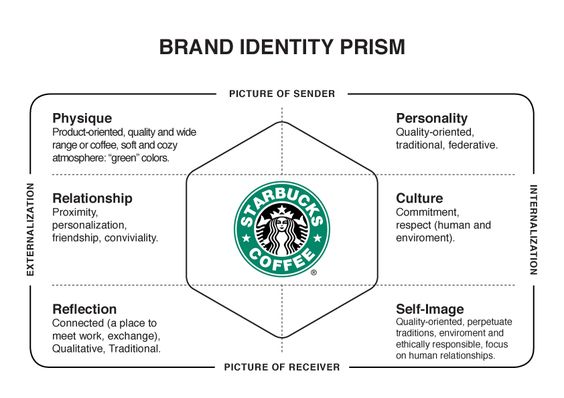 BRAND IDENTITY PRISM
PICTURE OF SENDER
Physique
Product-oriented, quality and wide
range or coffee, soft and cozy
atmosphere: “green” colors.
Personality
Quality-oriented,
traditional, federative.
EXTERNALIZATION
Relationship
Proximity,
personalization,
friendship, conviviality.
STARBUCKS
COFFEE
®
Culture
Commitment,
respect (human and
enviroment).
INTERNALIZATION
Reflection
Connected (a place to
meet work, exchange),
Qualitative, Traditional.
Self-Image
Quality-oriented, perpetuate
traditions, enviroment and
ethically responsible, focus
on human relationships.
PICTURE OF RECEIVER